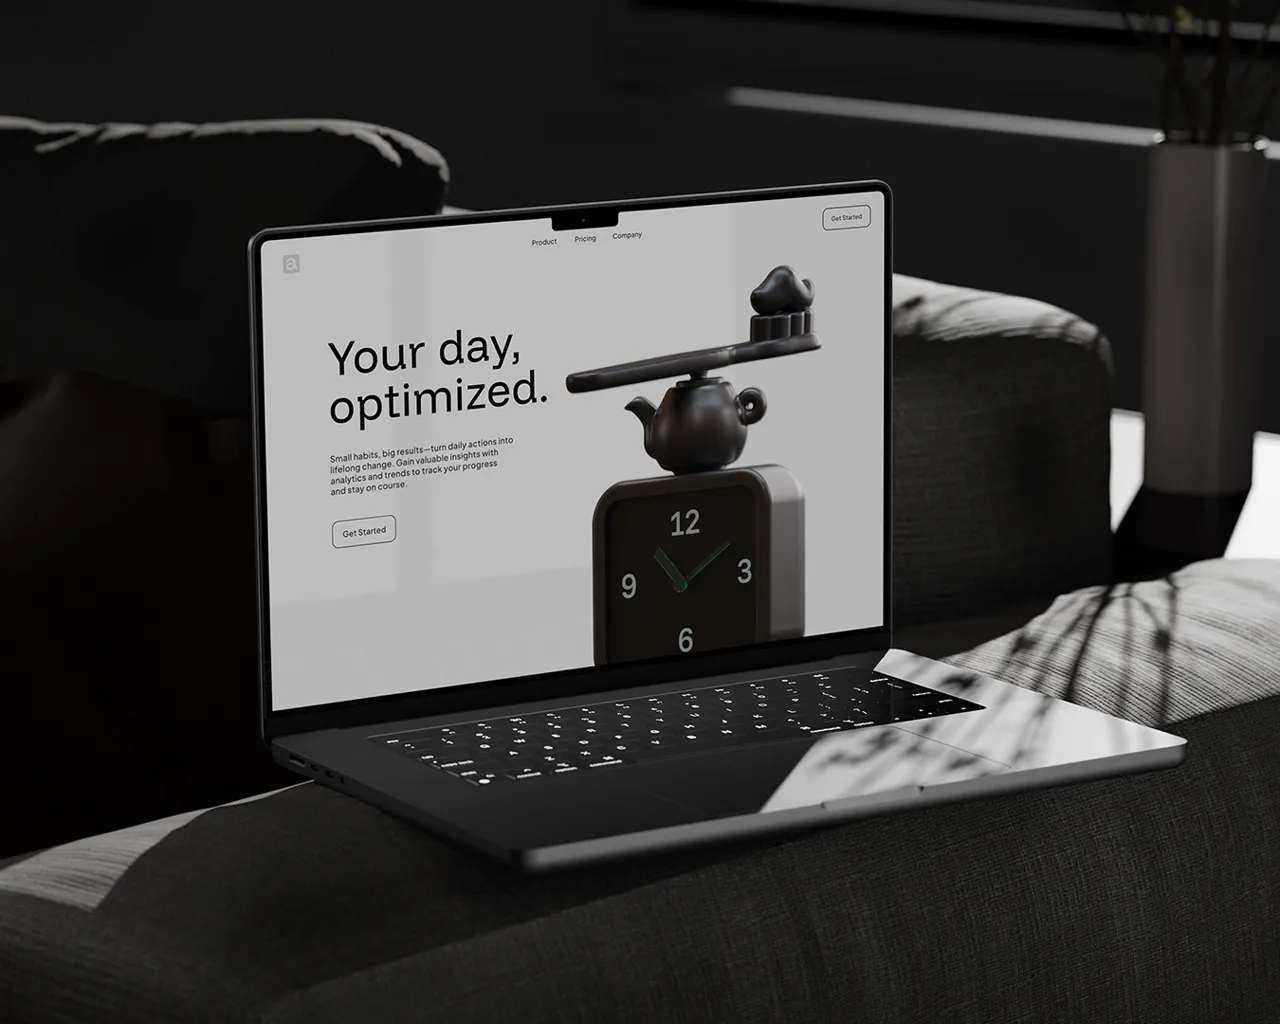 a
Product Pricing Company
Get Started
Your day,
optimized.
Small habits, big results—turn daily actions into
lifelong change. Gain valuable insights with
analytics and trends to track your progress
and stay on course.
Get Started
12
9 3
6